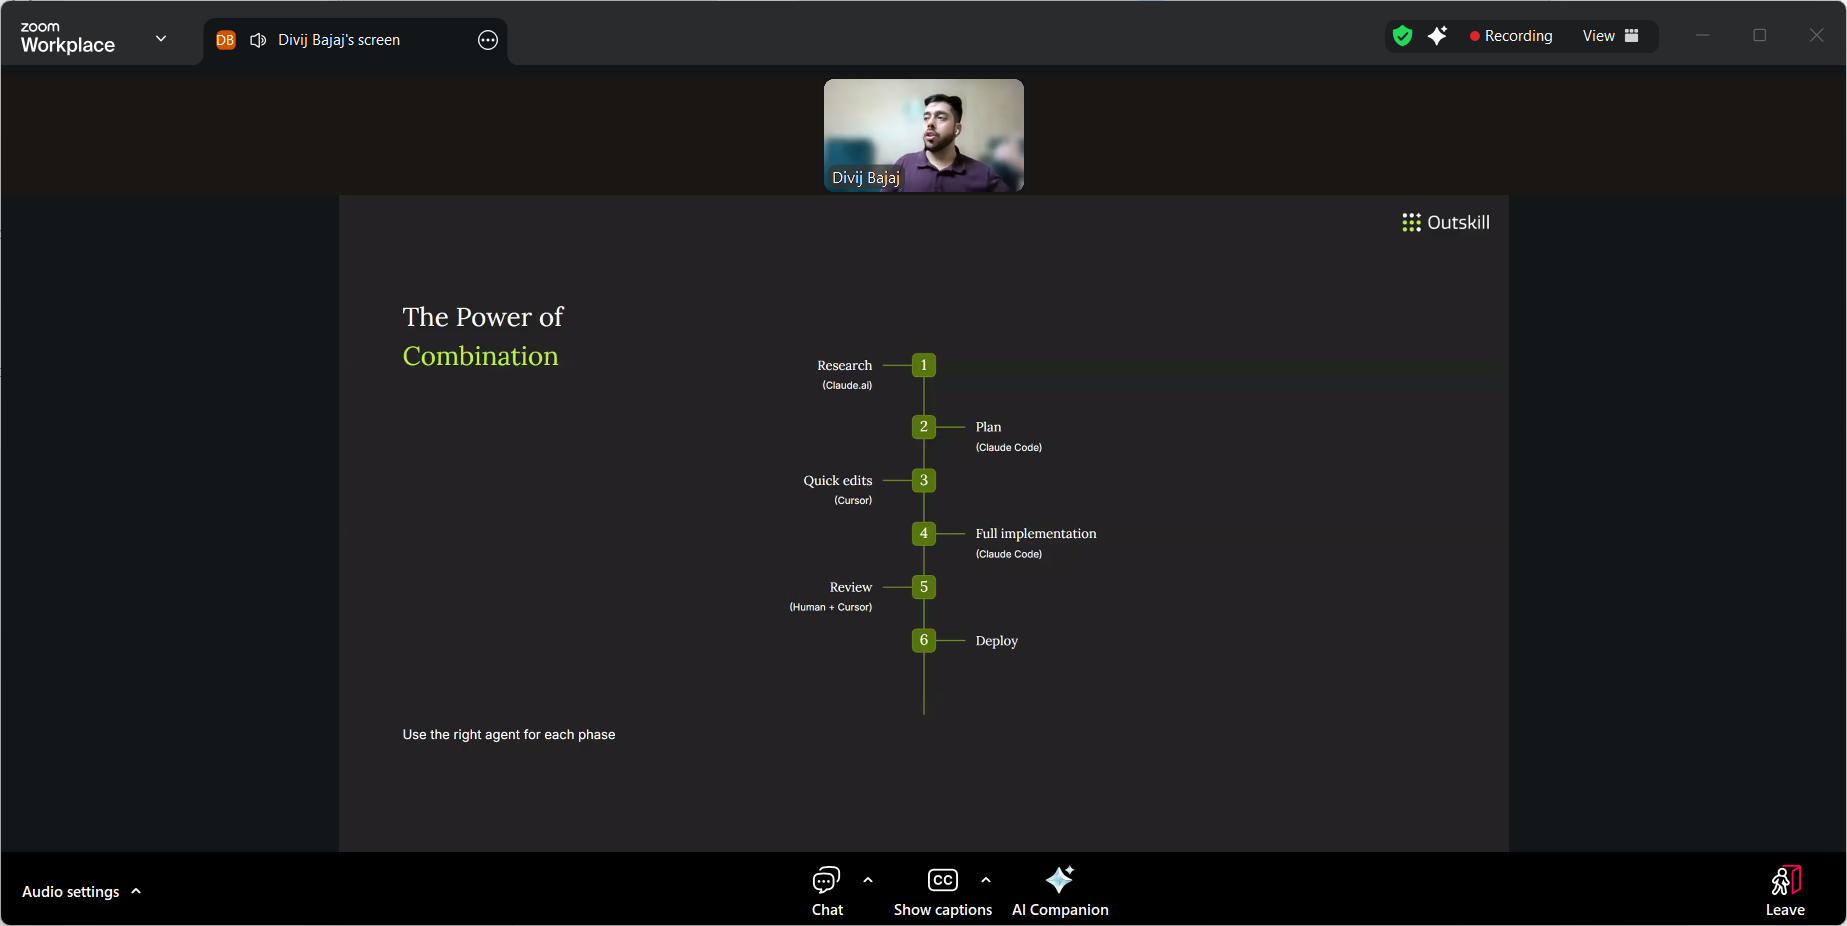 zoom
Workplace
DB
Divij Bajaj's screen
Recording
View
Divij Bajaj
Outskill
The Power of
Combination
Research
(Claude.ai)
1
2
Plan
(Claude Code)
Quick edits
(Cursor)
3
4
Full implementation
(Claude Code)
Review
(Human + Cursor)
5
6
Deploy
Use the right agent for each phase
Audio settings
Chat
CC
Show captions
AI Companion
Leave